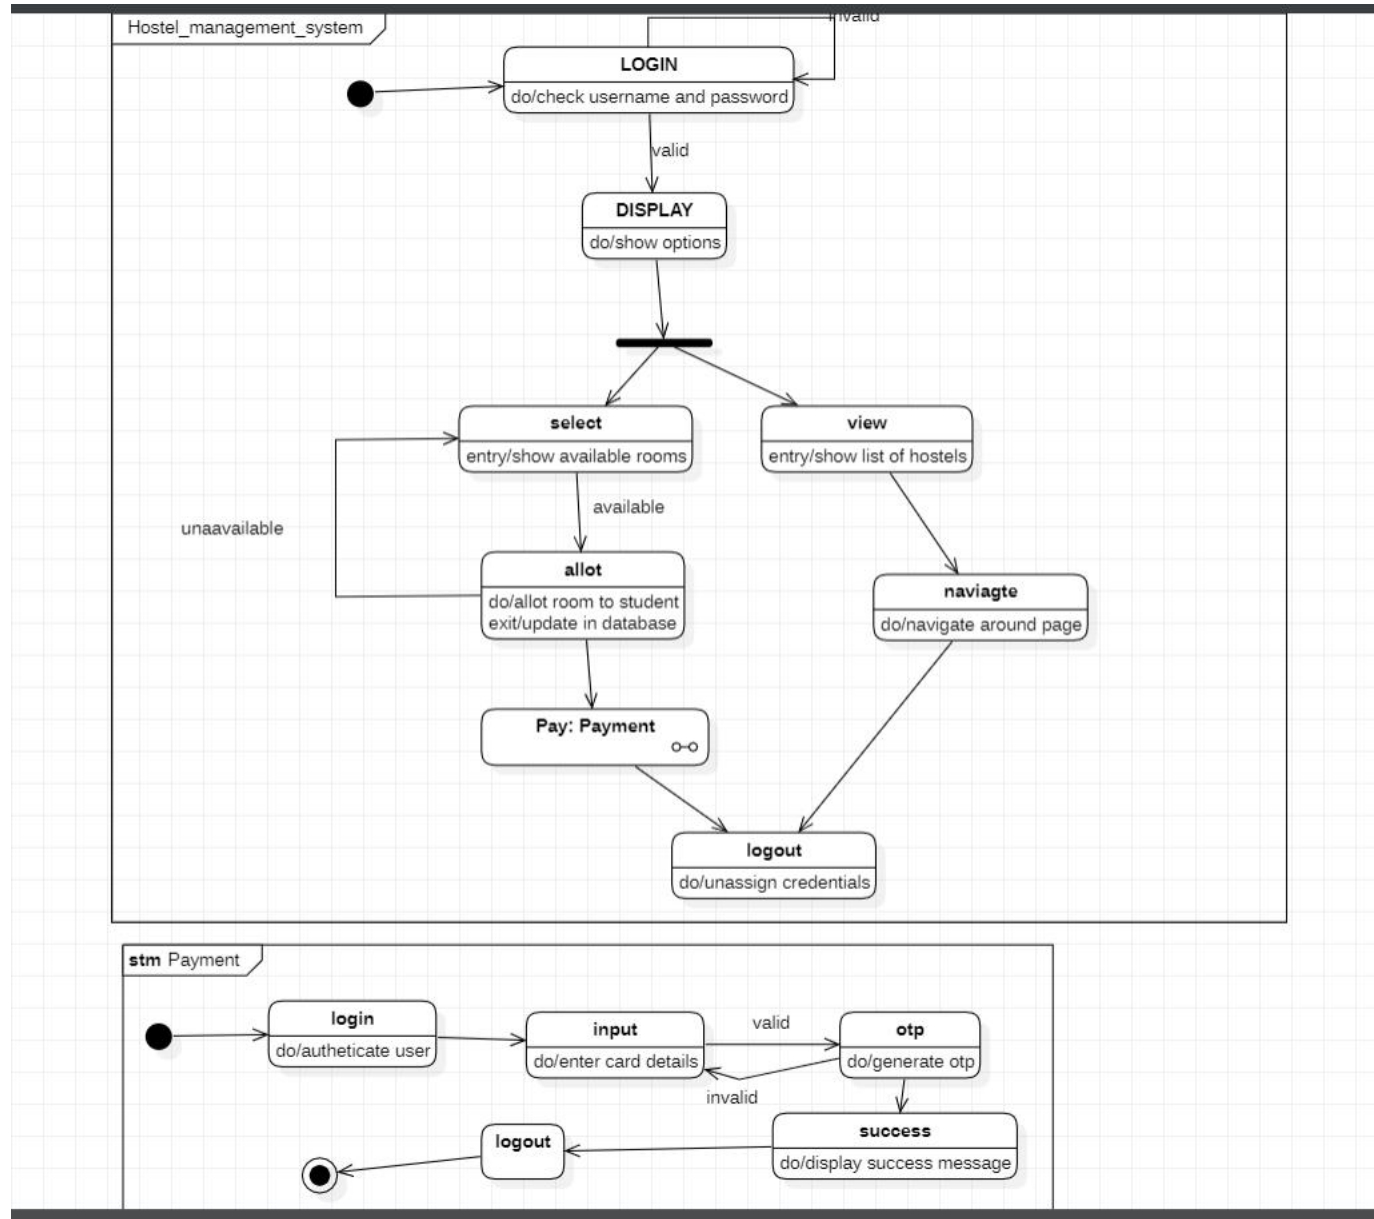 Hostel_management_system
invalid
LOGIN
do/check username and password
valid
DISPLAY
do/show options
select
entry/show available rooms
view
entry/show list of hostels
available
unaavailable
allot
do/allot room to student
exit/update in database
naviagte
do/navigate around page
Pay: Payment
logout
do/unassign credentials
stm Payment
login
do/autheticate user
input
do/enter card details
valid
otp
do/generate otp
invalid
success
do/display success message
logout